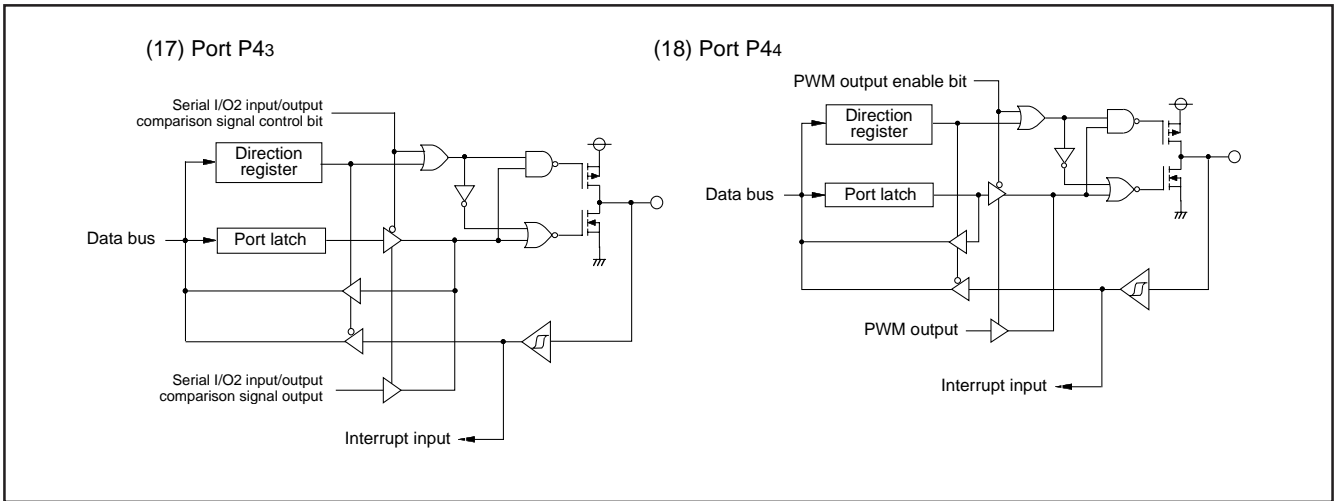 (17) Port P43
Serial I/O2 input/output
comparison signal control bit
Direction
register
Data bus
Port latch
Serial I/O2 input/output
comparison signal output
Interrupt input
(18) Port P44
PWM output enable bit
Direction
register
Data bus
Port latch
PWM output
Interrupt input